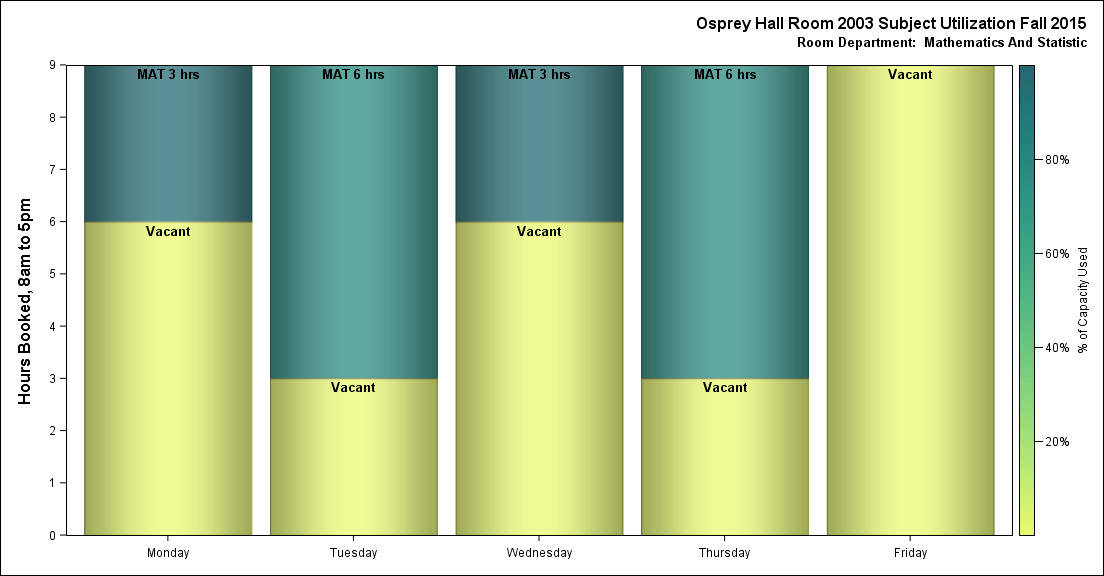 Osprey Hall Room 2003 Subject Utilization Fall 2015
Room Department:  Mathematics And Statistic
Hours Booked, 8am to 5pm
9
8
7
6
5
4
3
2
1
0
MAT 3 hrs
Vacant
MAT 6 hrs
Vacant
MAT 3 hrs
Vacant
MAT 6 hrs
Vacant
Vacant
Monday
Tuesday
Wednesday
Thursday
Friday
80%
60%
40%
20%
% of Capacity Used